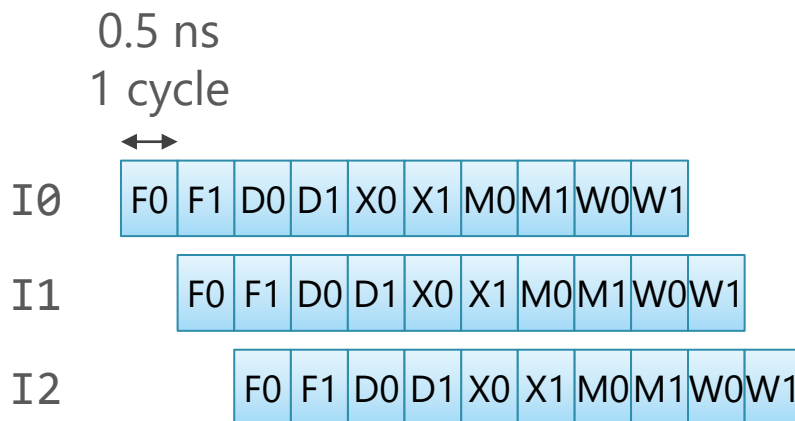 0.5 ns
1 cycle
I0 F0 F1 D0 D1 X0 X1 M0 M1 W0 W1
I1 F0 F1 D0 D1 X0 X1 M0 M1 W0 W1
I2 F0 F1 D0 D1 X0 X1 M0 M1 W0 W1